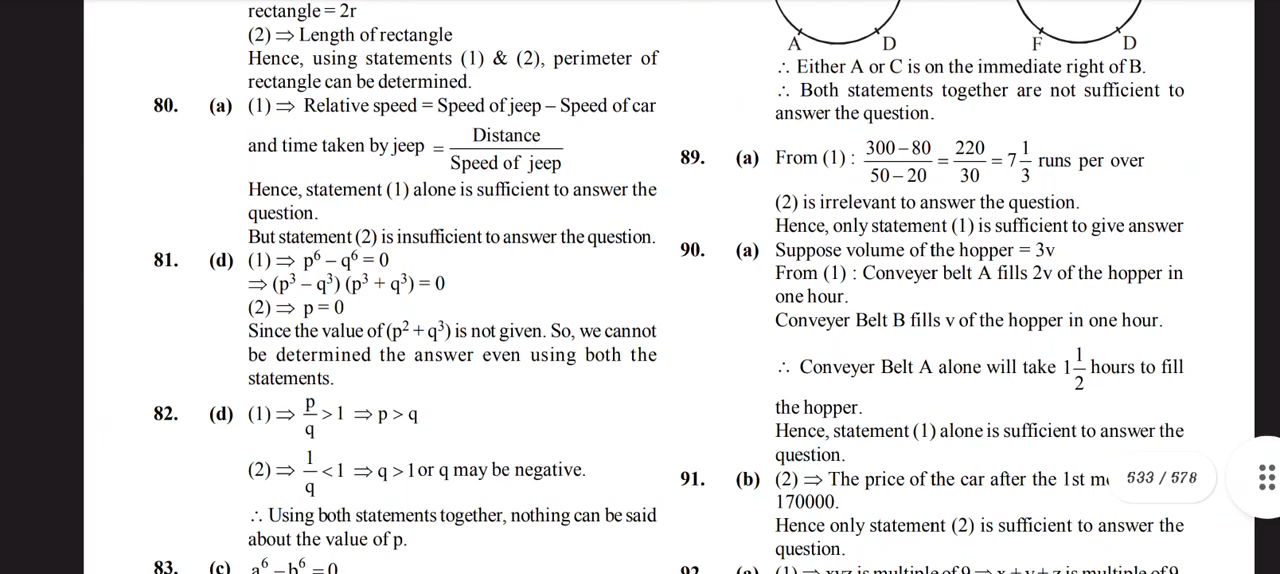 rectangle = 2r
(2) ⇒ Length of rectangle
Hence, using statements (1) & (2), perimeter of
rectangle can be determined.
80. (a) (1) ⇒ Relative speed = Speed of jeep – Speed of car
and time taken by jeep = Distance / Speed of jeep
Hence, statement (1) alone is sufficient to answer the
question.
But statement (2) is insufficient to answer the question.
81. (d) (1) ⇒ p⁶ – q⁶ = 0
⇒ (p³ – q³) (p³ + q³) = 0
(2) ⇒ p = 0
Since the value of (p² + q³) is not given. So, we cannot
be determined the answer even using both the
statements.
82. (d) (1) ⇒ p/q > 1 ⇒ p > q
(2) ⇒ 1/q < 1 ⇒ q > 1 or q may be negative.
∴ Using both statements together, nothing can be said
about the value of p.
83. (c) a⁶ – b⁶ = 0
A D F D
∴ Either A or C is on the immediate right of B.
∴ Both statements together are not sufficient to
answer the question.
89. (a) From (1) : 300 – 80 / 50 – 20 = 220 / 30 = 7 1/3 runs per over
(2) is irrelevant to answer the question.
Hence, only statement (1) is sufficient to give answer
90. (a) Suppose volume of the hopper = 3v
From (1) : Conveyer belt A fills 2v of the hopper in
one hour.
Conveyer Belt B fills v of the hopper in one hour.
∴ Conveyer Belt A alone will take 1 1/2 hours to fill
the hopper.
Hence, statement (1) alone is sufficient to answer the
question.
91. (b) (2) ⇒ The price of the car after the 1st
533 / 578
170000.
Hence only statement (2) is sufficient to answer the
question.
92. (a) (1) ⇒ xyz is multiple of 9 ⇒ x + y + z is multiple of 9